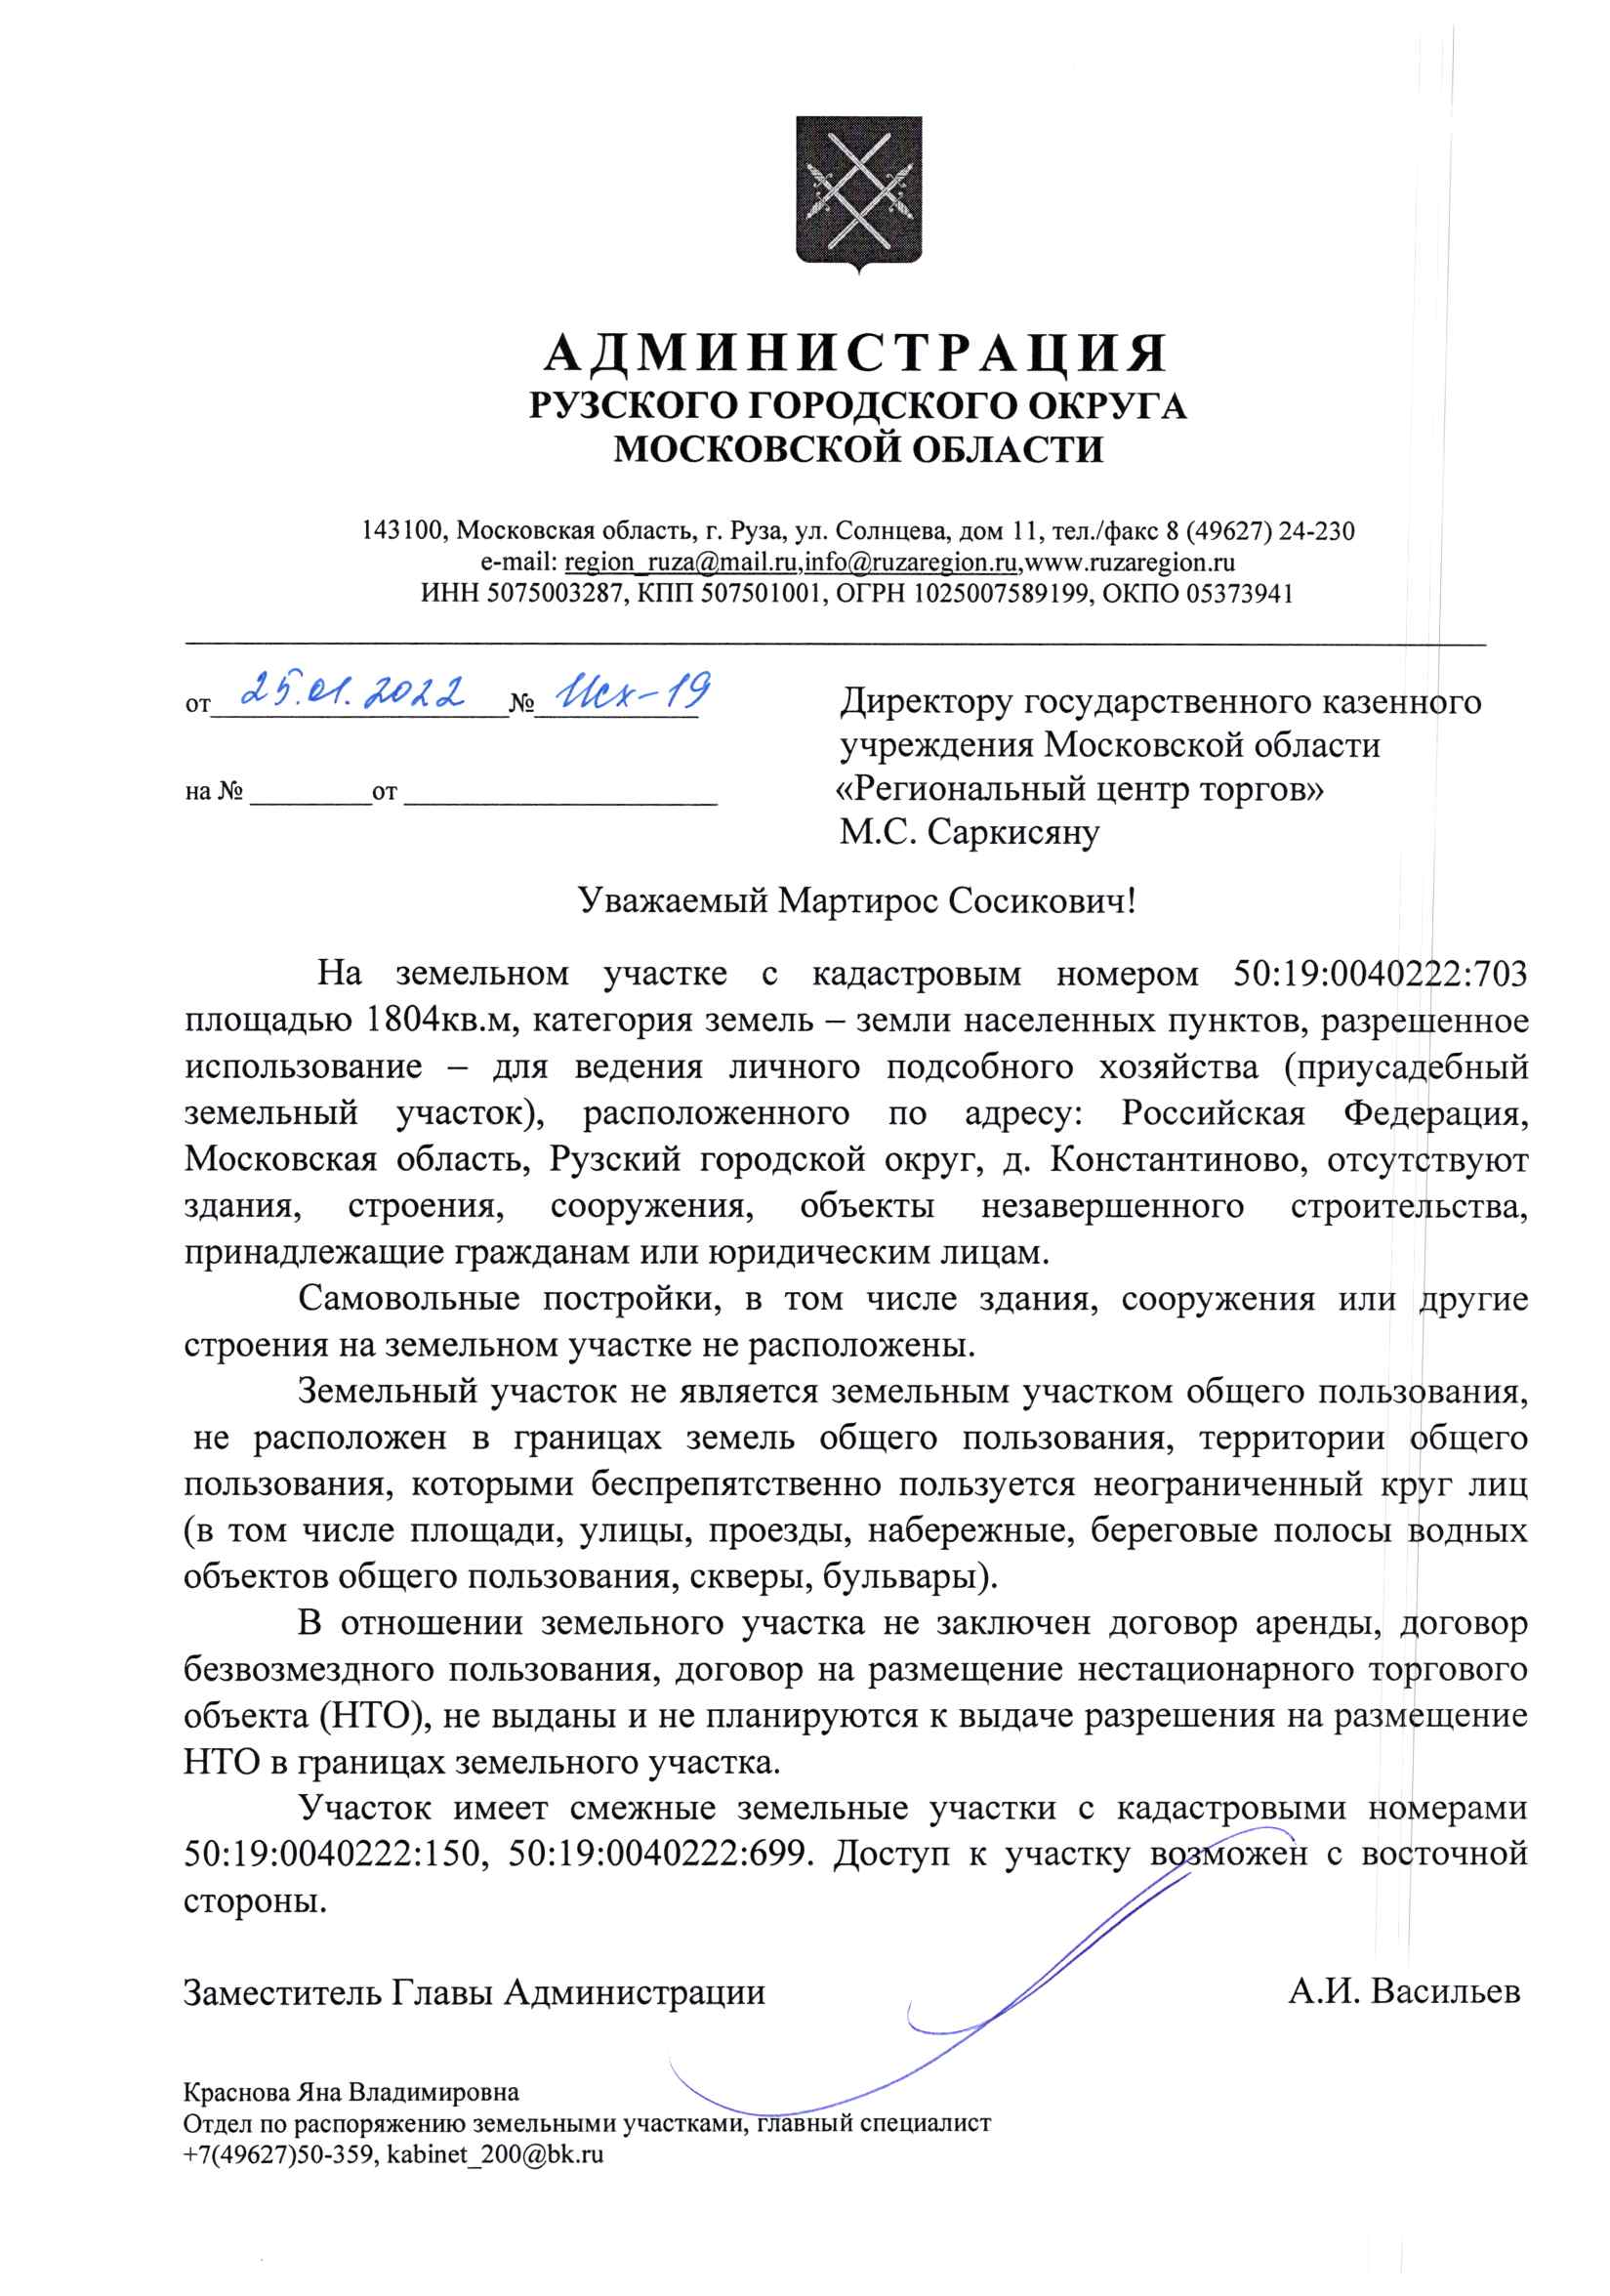 АДМИНИСТРАЦИЯ
РУЗСКОГО ГОРОДСКОГО ОКРУГА
МОСКОВСКОЙ ОБЛАСТИ
143100, Московская область, г. Руза, ул. Солнцева, дом 11, тел./факс 8 (49627) 24-230
e-mail: region_ruza@mail.ru,info@ruzaregion.ru,www.ruzaregion.ru
ИНН 5075003287, КПП 507501001, ОГРН 1025007589199, ОКПО 05373941
от 25.01.2022 № Исх-19
на № ________от ____________________
Директору государственного казенного
учреждения Московской области
«Региональный центр торгов»
М.С. Саркисяну
Уважаемый Мартирос Сосикович!
На земельном участке с кадастровым номером 50:19:0040222:703
площадью 1804кв.м, категория земель – земли населенных пунктов, разрешенное
использование – для ведения личного подсобного хозяйства (приусадебный
земельный участок), расположенного по адресу: Российская Федерация,
Московская область, Рузский городской округ, д. Константиново, отсутствуют
здания, строения, сооружения, объекты незавершенного строительства,
принадлежащие гражданам или юридическим лицам.
Самовольные постройки, в том числе здания, сооружения или другие
строения на земельном участке не расположены.
Земельный участок не является земельным участком общего пользования,
не расположен в границах земель общего пользования, территории общего
пользования, которыми беспрепятственно пользуется неограниченный круг лиц
(в том числе площади, улицы, проезды, набережные, береговые полосы водных
объектов общего пользования, скверы, бульвары).
В отношении земельного участка не заключен договор аренды, договор
безвозмездного пользования, договор на размещение нестационарного торгового
объекта (НТО), не выданы и не планируются к выдаче разрешения на размещение
НТО в границах земельного участка.
Участок имеет смежные земельные участки с кадастровыми номерами
50:19:0040222:150, 50:19:0040222:699. Доступ к участку возможен с восточной
стороны.
Заместитель Главы Администрации А.И. Васильев
Краснова Яна Владимировна
Отдел по распоряжению земельными участками, главный специалист
+7(49627)50-359, kabinet_200@bk.ru